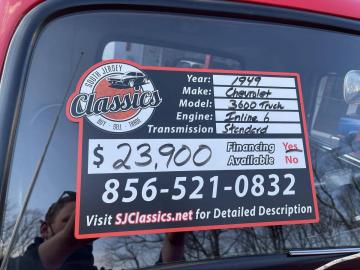 SOUTH JERSEY
Classics
BUY - SELL - TRADE
Year: 1949
Make: Chevrolet
Model: 3600 Truck
Engine: Inline 6
Transmission Standard
$ 23,900
Financing Available Yes No
856-521-0832
Visit SJClassics.net for Detailed Description